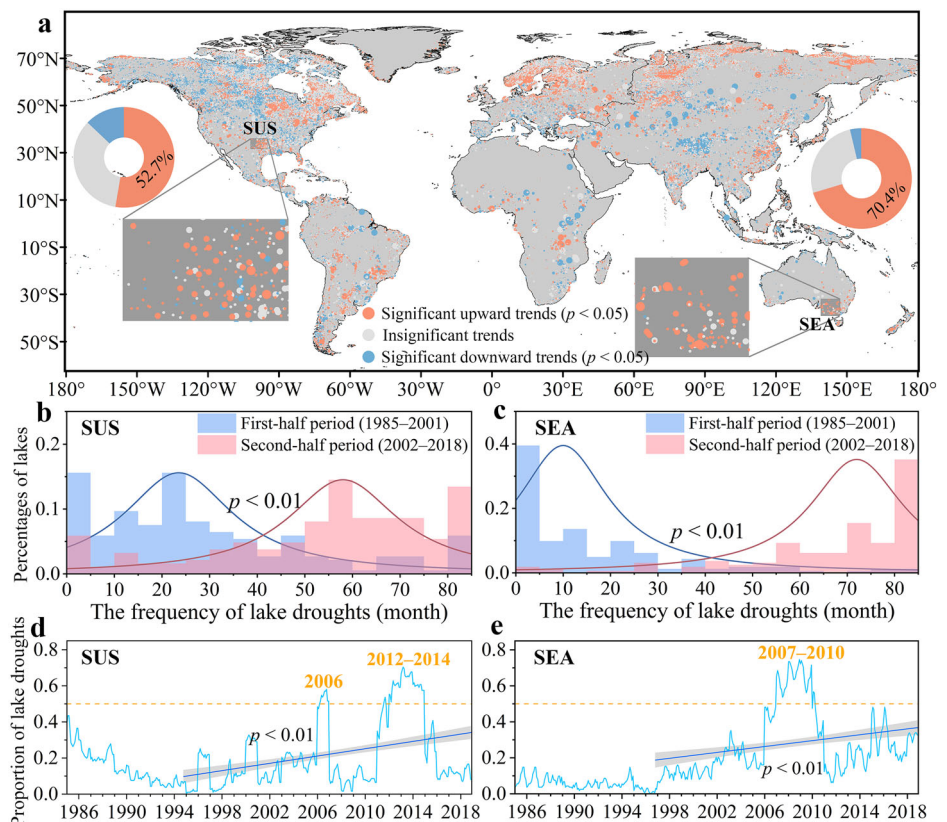 a
70°N
50°N
30°N
10°N
10°S
30°S
50°S
SUS
52.7%
70.4%
SEA
Significant upward trends (p < 0.05)
Insignificant trends
Significant downward trends (p < 0.05)
180° 150°W 120°W 90°W 60°W 30°W 0° 30°E 60°E 90°E 120°E 150°E 180°
b
SUS
First-half period (1985–2001)
Second-half period (2002–2018)
Percentages of lakes
0.2
0.1
0.0
p < 0.01
0 10 20 30 40 50 60 70 80
The frequency of lake droughts (month)
c
SEA
First-half period (1985–2001)
Second-half period (2002–2018)
0.4
0.2
0.0
p < 0.01
0 10 20 30 40 50 60 70 80
The frequency of lake droughts (month)
d
SUS
2012–2014
2006
Proportion of lake droughts
0.8
0.6
0.4
0.2
0.0
p < 0.01
1986 1990 1994 1998 2002 2006 2010 2014 2018
e
SEA
2007–2010
0.8
0.6
0.4
0.2
0.0
p < 0.01
1986 1990 1994 1998 2002 2006 2010 2014 2018